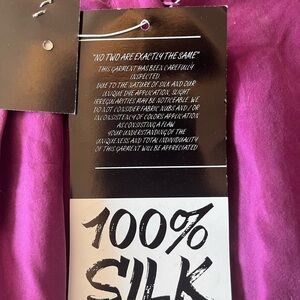 "NO TWO ARE EXACTLY THE SAME"
THIS GARMENT HAS BEEN CAREFULLY
INSPECTED.
DUE TO THE NATURE OF SILK AND OUR
UNIQUE DYE APPLICATION, SLIGHT
IRREGULARITIES MAY BE NOTICEABLE. WE
DO NOT CONSIDER FABRIC NUBS AND / OR
INCONSISTENCY OF COLORS APPLICATION
AS CONSISTING A FLAW.
YOUR UNDERSTANDING OF THE
UNIQUENESS AND TOTAL INDIVIDUALITY
OF THIS GARMENT WILL BE APPRECIATED
100%
SILK